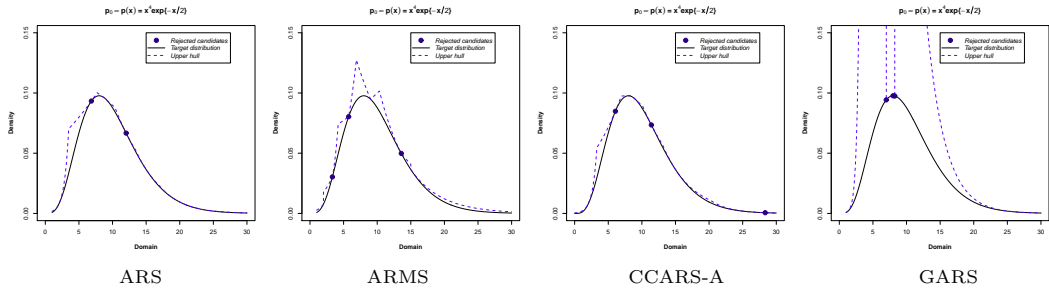 p₀ − p(x) = x⁴exp{−x/2}
Rejected candidates
Target distribution
Upper hull
Density
0.00
0.05
0.10
0.15
0
5
10
15
20
25
30
Domain
ARS
p₀ − p(x) = x⁴exp{−x/2}
Rejected candidates
Target distribution
Upper hull
Density
0.00
0.05
0.10
0.15
0
5
10
15
20
25
30
Domain
ARMS
p₀ − p(x) = x⁴exp{−x/2}
Rejected candidates
Target distribution
Upper hull
Density
0.00
0.05
0.10
0.15
0
5
10
15
20
25
30
Domain
CCARS-A
p₀ − p(x) = x⁴exp{−x/2}
Rejected candidates
Target distribution
Upper hull
Density
0.00
0.05
0.10
0.15
0
5
10
15
20
25
30
Domain
GARS